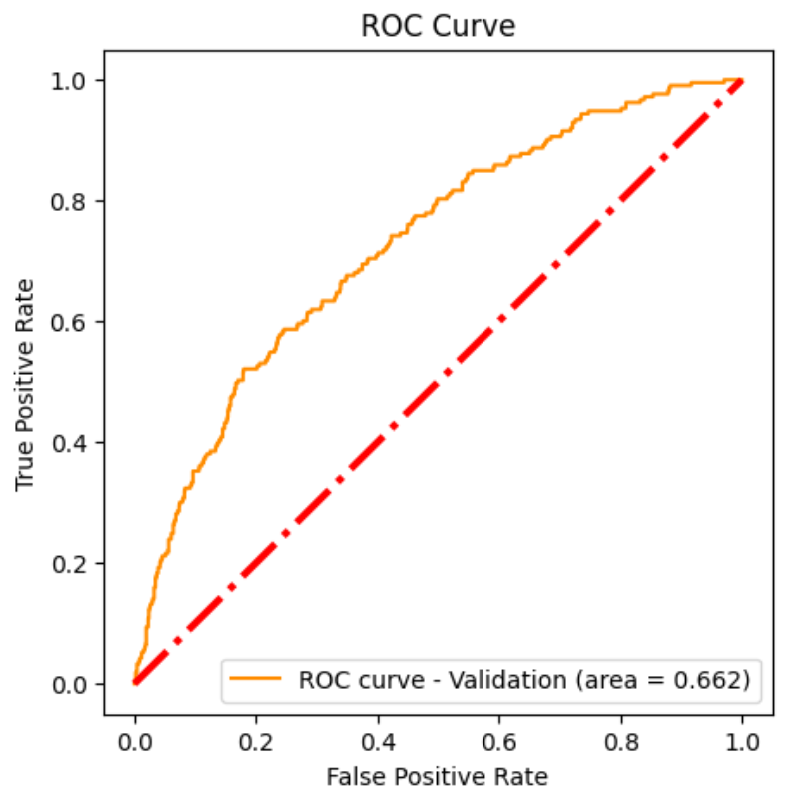 ROC Curve
1.0
0.8
0.6
0.4
0.2
0.0
True Positive Rate
ROC curve - Validation (area = 0.662)
0.0 0.2 0.4 0.6 0.8 1.0
False Positive Rate